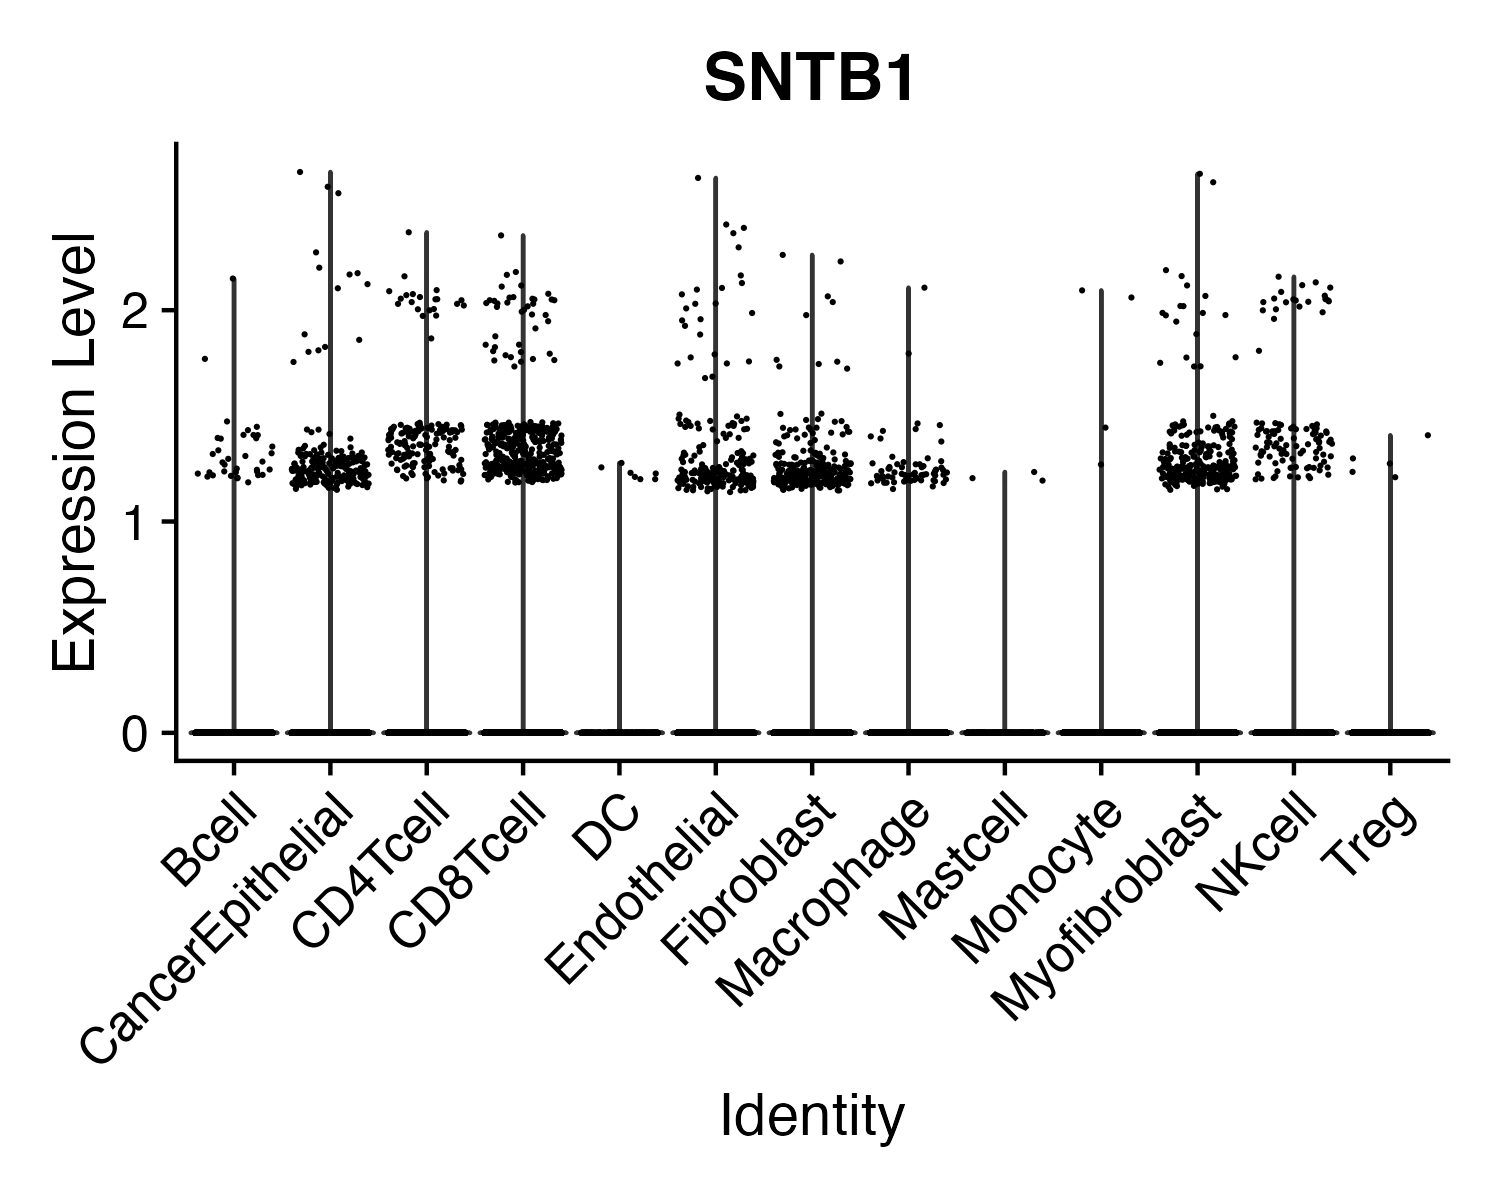 SNTB1
Expression Level
2
1
0
Bcell
CancerEpithelial
CD4Tcell
CD8Tcell
DC
Endothelial
Fibroblast
Macrophage
Mastcell
Monocyte
Myofibroblast
NKcell
Treg
Identity